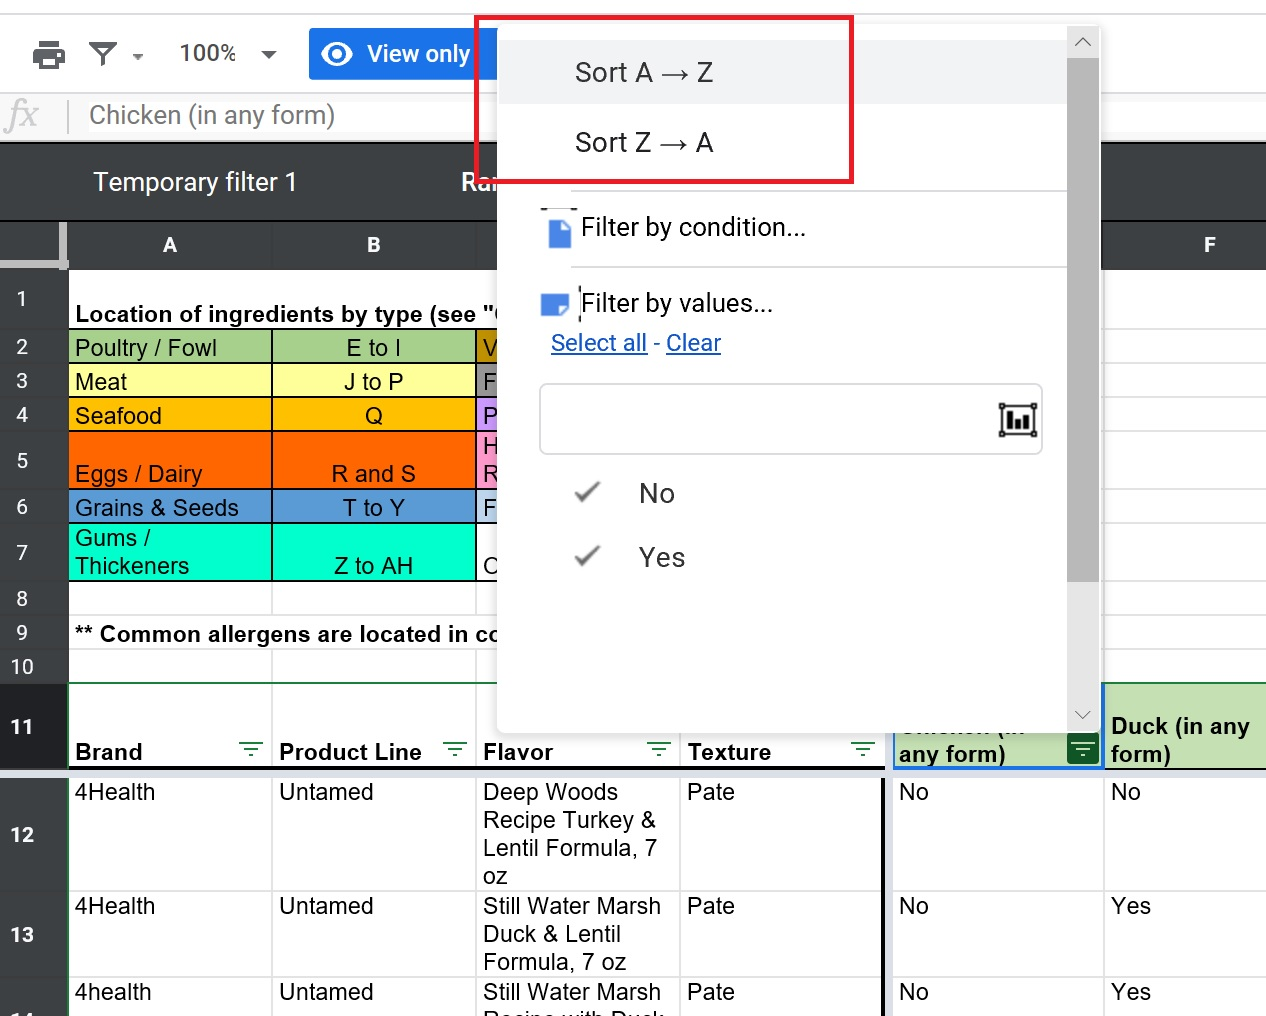 100%
View only
Sort A → Z
Sort Z → A
fx
Chicken (in any form)
Temporary filter 1
Filter by condition...
Filter by values...
Select all - Clear
No
Yes
A B F
1 Location of ingredients by type (see "
2 Poultry / Fowl E to I V
3 Meat J to P F
4 Seafood Q P
5 Eggs / Dairy R and S H
R
6 Grains & Seeds T to Y F
7 Gums /
Thickeners Z to AH
8
9 ** Common allergens are located in co
10
11 Brand Product Line Flavor Texture any form) Duck (in any
form)
12 4Health Untamed Deep Woods Pate No No
Recipe Turkey &
Lentil Formula, 7
oz
13 4Health Untamed Still Water Marsh Pate No Yes
Duck & Lentil
Formula, 7 oz
4health Untamed Still Water Marsh Pate No Yes